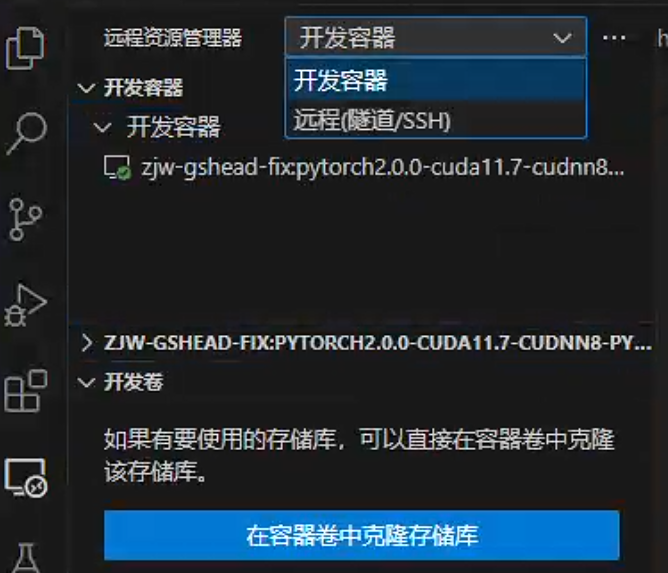 远程资源管理器
开发容器
开发容器
远程(隧道/SSH)
开发容器
开发容器
zjw-gshead-fix:pytorch2.0.0-cuda11.7-cudnn8...
ZJW-GSHEAD-FIX:PYTORCH2.0.0-CUDA11.7-CUDNN8-PY...
开发卷
如果有要使用的存储库，可以直接在容器卷中克隆
该存储库。
在容器卷中克隆存储库